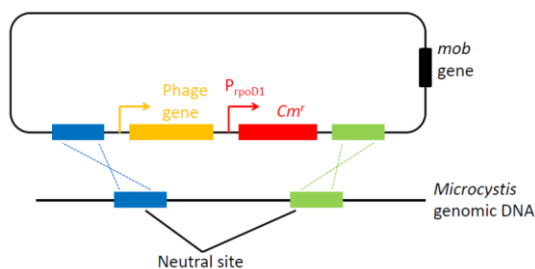 mob
gene
Phage
gene
PrpoD1
Cmʳ
Microcystis
genomic DNA
Neutral site